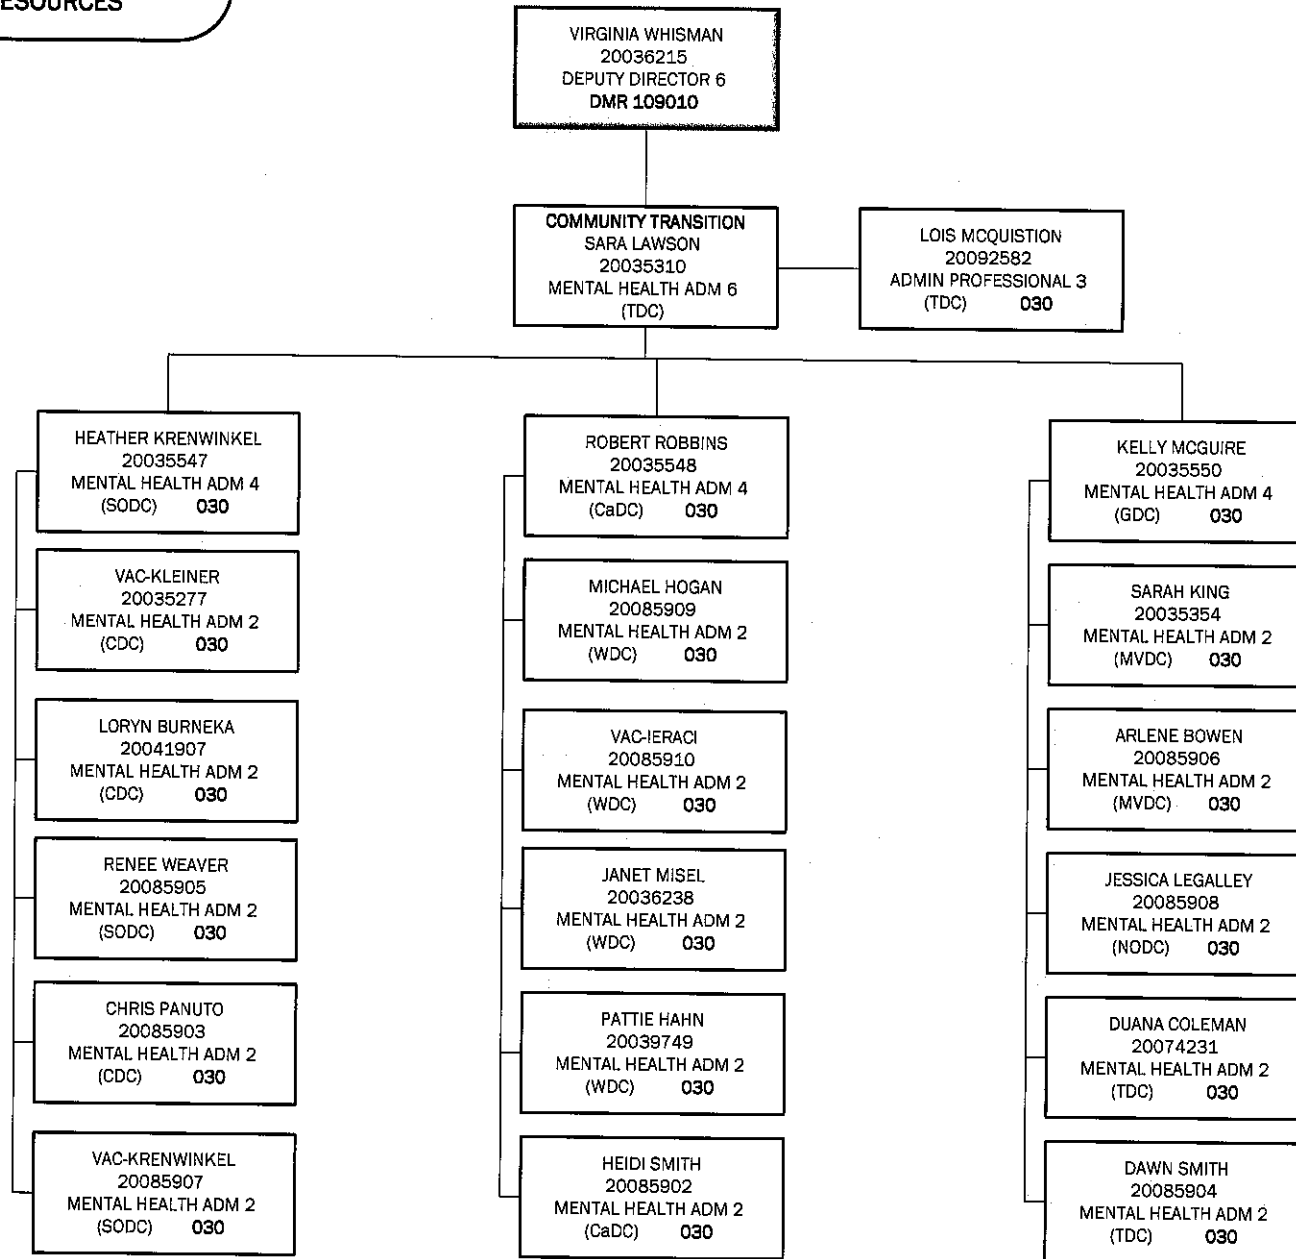 VIRGINIA WHISMAN
20036215
DEPUTY DIRECTOR 6
DMR 109010
COMMUNITY TRANSITION
SARA LAWSON
20035310
MENTAL HEALTH ADM 6
(TDC)
LOIS MCQUISTION
20092582
ADMIN PROFESSIONAL 3
(TDC) 030
HEATHER KRENWINKEL
20035547
MENTAL HEALTH ADM 4
(SODC) 030
VAC-KLEINER
20035277
MENTAL HEALTH ADM 2
(CDC) 030
LORYN BURNEKA
20041907
MENTAL HEALTH ADM 2
(CDC) 030
RENEE WEAVER
20085905
MENTAL HEALTH ADM 2
(SODC) 030
CHRIS PANUTO
20085903
MENTAL HEALTH ADM 2
(CDC) 030
VAC-KRENWINKEL
20085907
MENTAL HEALTH ADM 2
(SODC) 030
ROBERT ROBBINS
20035548
MENTAL HEALTH ADM 4
(CaDC) 030
MICHAEL HOGAN
20085909
MENTAL HEALTH ADM 2
(WDC) 030
VAC-IERACI
20085910
MENTAL HEALTH ADM 2
(WDC) 030
JANET MISEL
20036238
MENTAL HEALTH ADM 2
(WDC) 030
PATTIE HAHN
20039749
MENTAL HEALTH ADM 2
(WDC) 030
HEIDI SMITH
20085902
MENTAL HEALTH ADM 2
(CaDC) 030
KELLY MCGUIRE
20035550
MENTAL HEALTH ADM 4
(GDC) 030
SARAH KING
20035354
MENTAL HEALTH ADM 2
(MVDC) 030
ARLENE BOWEN
20085906
MENTAL HEALTH ADM 2
(MVDC) 030
JESSICA LEGALLEY
20085908
MENTAL HEALTH ADM 2
(NODC) 030
DUANA COLEMAN
20074231
MENTAL HEALTH ADM 2
(TDC) 030
DAWN SMITH
20085904
MENTAL HEALTH ADM 2
(TDC) 030